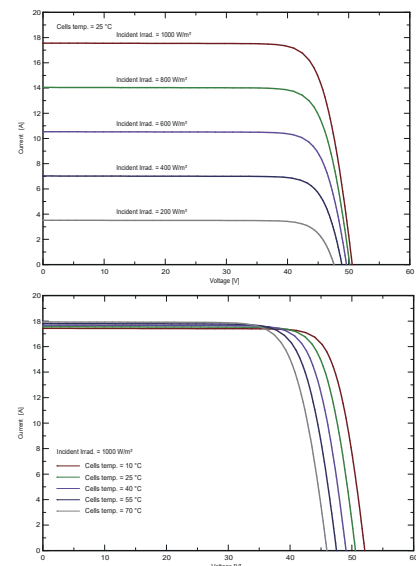 20
18
16
14
12
10
8
6
4
2
0
Current [A]
Cells temp. = 25 °C
Incident Irrad. = 1000 W/m²
Incident Irrad. = 800 W/m²
Incident Irrad. = 600 W/m²
Incident Irrad. = 400 W/m²
Incident Irrad. = 200 W/m²
0 10 20 30 40 50 60
Voltage [V]
20
18
16
14
12
10
8
6
4
2
0
Current [A]
Incident Irrad. = 1000 W/m²
Cells temp. = 10 °C
Cells temp. = 25 °C
Cells temp. = 40 °C
Cells temp. = 55 °C
Cells temp. = 70 °C
0 10 20 30 40 50 60
Voltage [V]